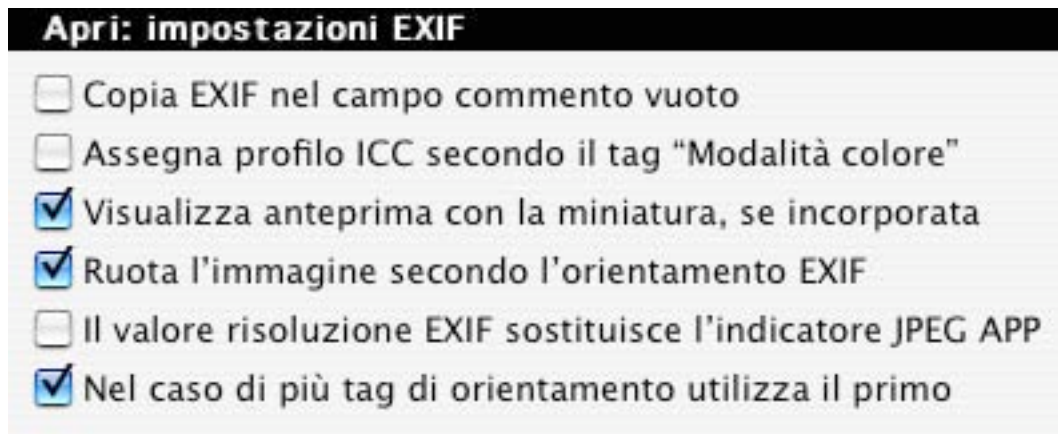 Apri: impostazioni EXIF
Copia EXIF nel campo commento vuoto
Assegna profilo ICC secondo il tag “Modalità colore”
Visualizza anteprima con la miniatura, se incorporata
Ruota l’immagine secondo l’orientamento EXIF
Il valore risoluzione EXIF sostituisce l’indicatore JPEG APP
Nel caso di più tag di orientamento utilizza il primo